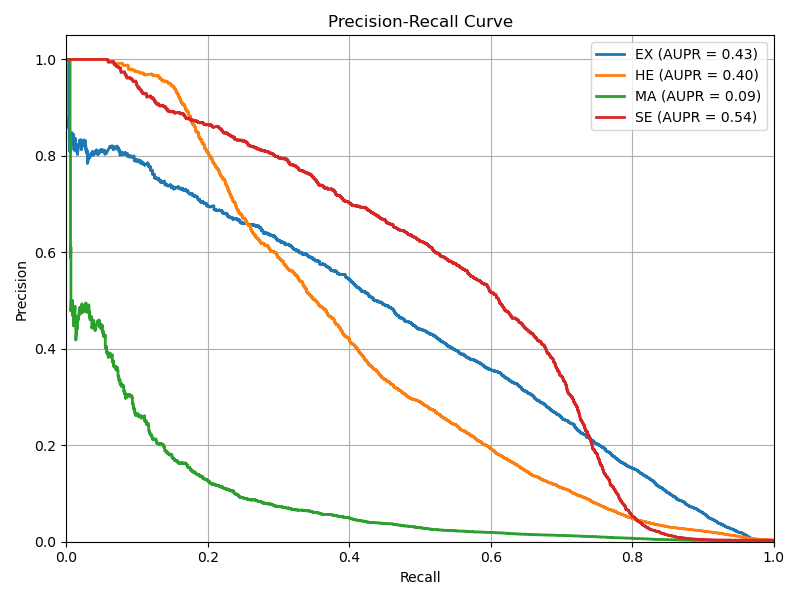 Precision-Recall Curve
EX (AUPR = 0.43)
HE (AUPR = 0.40)
MA (AUPR = 0.09)
SE (AUPR = 0.54)
Precision
1.0
0.8
0.6
0.4
0.2
0.0
0.0 0.2 0.4 0.6 0.8 1.0
Recall